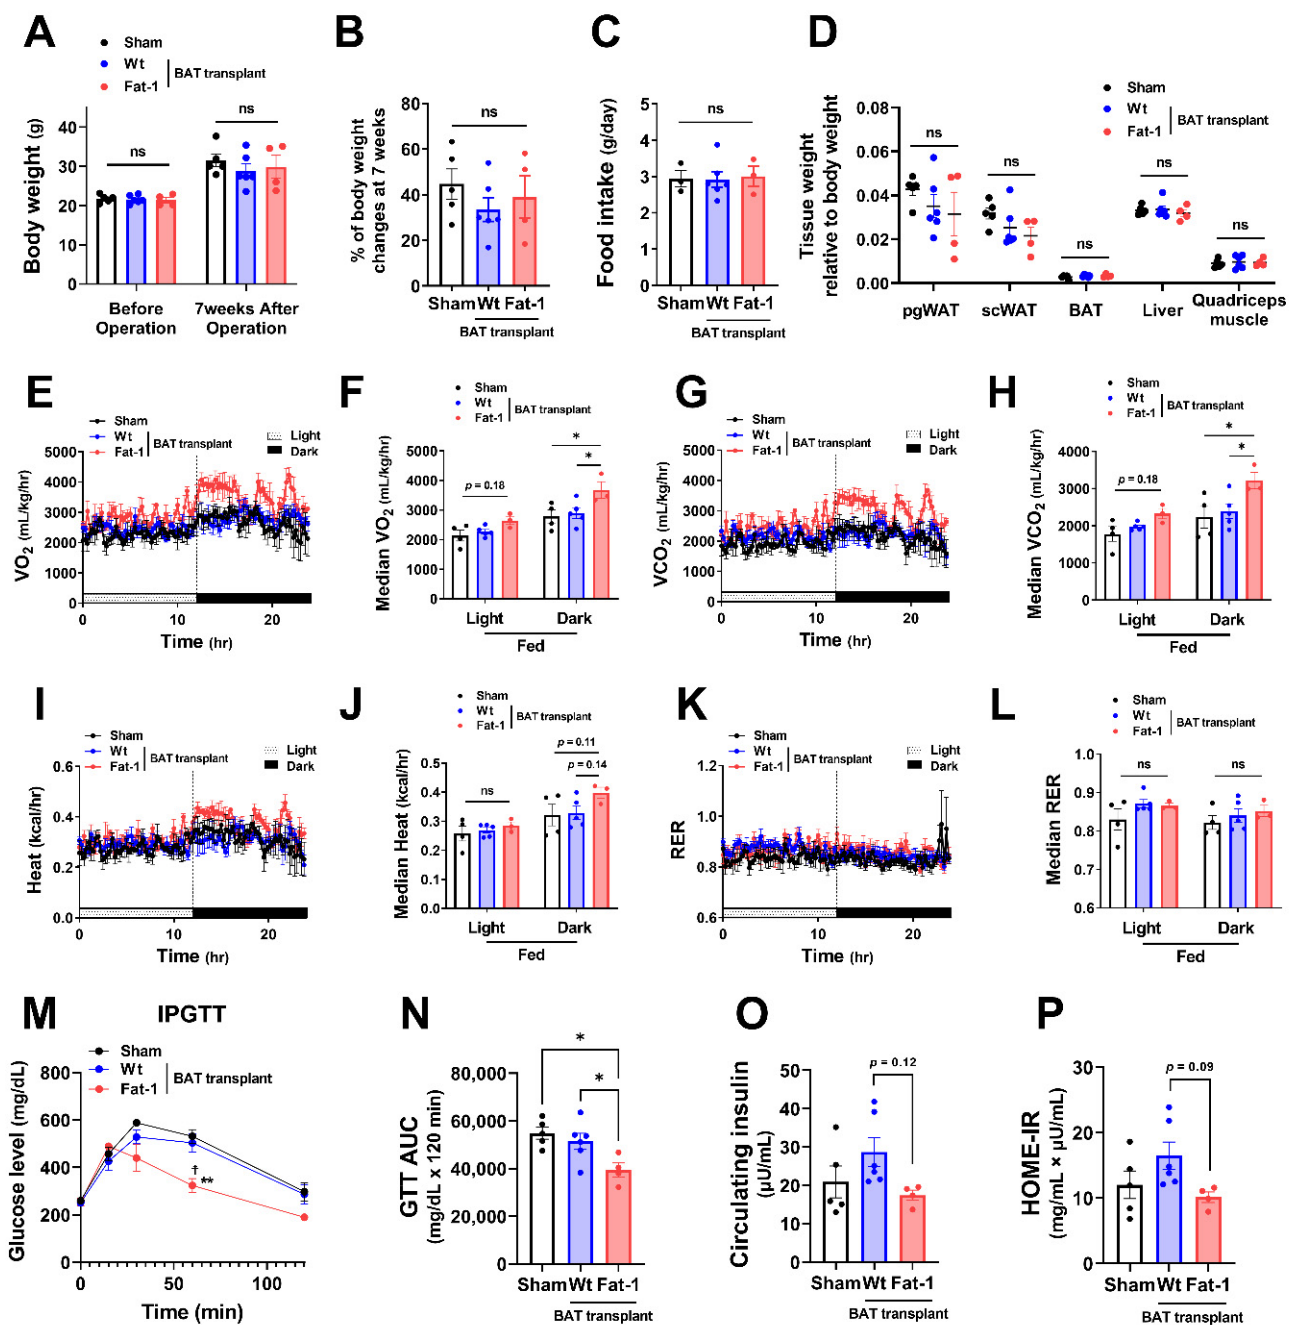 A
Sham
Wt
Fat-1
BAT transplant
Body weight (g)
40
30
20
10
0
ns
ns
Before
Operation
7weeks After
Operation
B
% of body weight
changes at 7 weeks
80
60
40
20
0
ns
Sham Wt Fat-1
BAT transplant
C
Food intake (g/day)
5
4
3
2
1
0
ns
Sham Wt Fat-1
BAT transplant
D
Sham
Wt
Fat-1
BAT transplant
Tissue weight
relative to body weight
0.08
0.06
0.04
0.02
0.00
ns
ns
ns
ns
ns
pgWAT
scWAT
BAT
Liver
Quadriceps
muscle
E
Sham
Wt
Fat-1
BAT transplant
Light
Dark
VO2 (mL/kg/hr)
5000
4000
3000
2000
1000
0
0
10
20
Time (hr)
F
Sham
Wt
Fat-1
BAT transplant
Median VO2 (mL/kg/hr)
5000
4000
3000
2000
1000
0
p = 0.18
*
*
Light
Dark
Fed
G
Sham
Wt
Fat-1
BAT transplant
Light
Dark
VCO2 (mL/kg/hr)
5000
4000
3000
2000
1000
0
0
10
20
Time (hr)
H
Sham
Wt
Fat-1
BAT transplant
Median VCO2 (mL/kg/hr)
4000
3000
2000
1000
0
p = 0.18
*
*
Light
Dark
Fed
I
Sham
Wt
Fat-1
BAT transplant
Light
Dark
Heat (kcal/hr)
0.6
0.4
0.2
0.0
0
10
20
Time (hr)
J
Sham
Wt
Fat-1
BAT transplant
Median Heat (kcal/hr)
0.5
0.4
0.3
0.2
0.1
0.0
ns
p = 0.11
p = 0.14
Light
Dark
Fed
K
Sham
Wt
Fat-1
BAT transplant
Light
Dark
RER
1.2
1.0
0.8
0.6
0
10
20
Time (hr)
L
Sham
Wt
Fat-1
BAT transplant
Median RER
1.0
0.9
0.8
0.7
0.6
ns
ns
Light
Dark
Fed
M
IPGTT
Sham
Wt
Fat-1
BAT transplant
Glucose level (mg/dL)
800
600
400
200
0
†
**
0
50
100
Time (min)
N
GTT AUC
(mg/dL x 120 min)
80,000
60,000
40,000
20,000
0
*
*
Sham Wt Fat-1
BAT transplant
O
Circulating insulin
(μU/mL)
50
40
30
20
10
0
p = 0.12
Sham Wt Fat-1
BAT transplant
P
HOME-IR
(mg/mL × μU/mL)
30
20
10
0
p = 0.09
Sham Wt Fat-1
BAT transplant